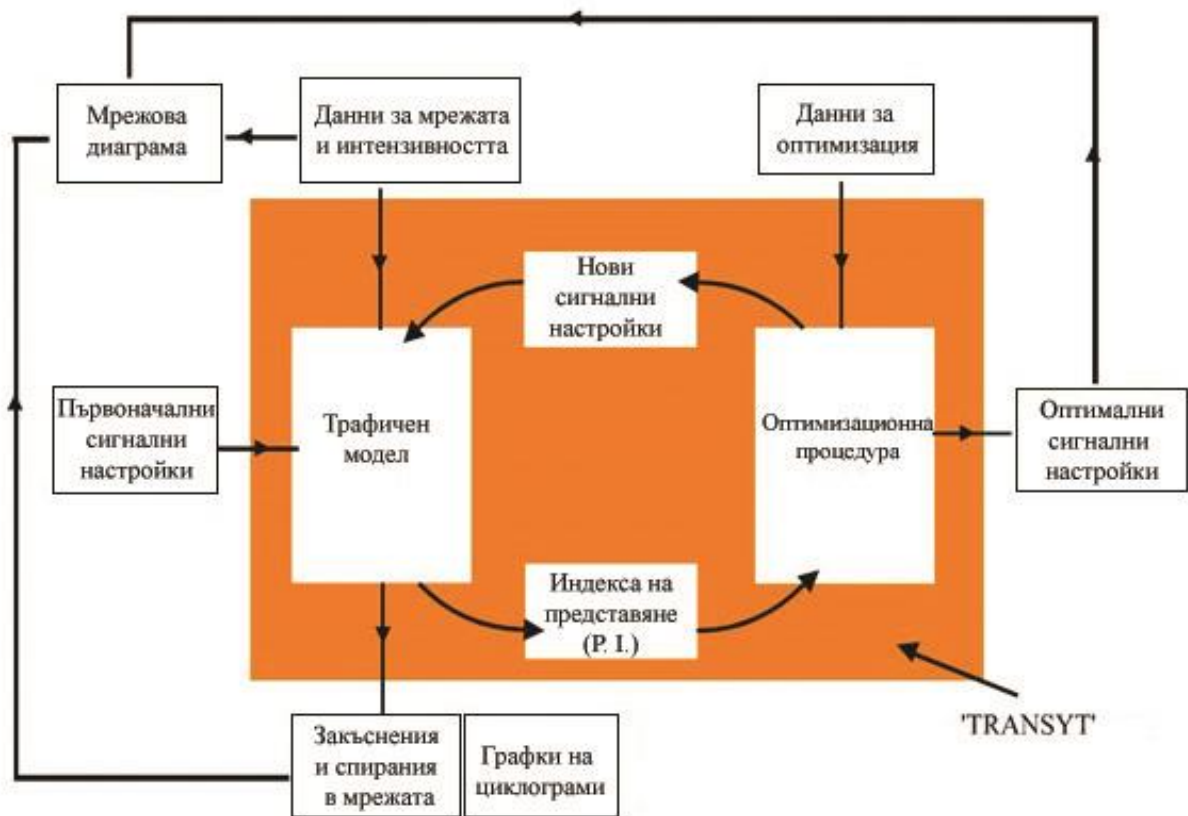 Мрежова
диаграма
Данни за мрежата
и интензивността
Данни за
оптимизация
Нови
сигнални
настройки
Първоначални
сигнални
настройки
Трафичен
модел
Оптимизационна
процедура
Оптимални
сигнални
настройки
Индекса на
представяне
(P. I.)
'TRANSYT'
Закъснения
и спирания
в мрежата
Графки на
циклограми